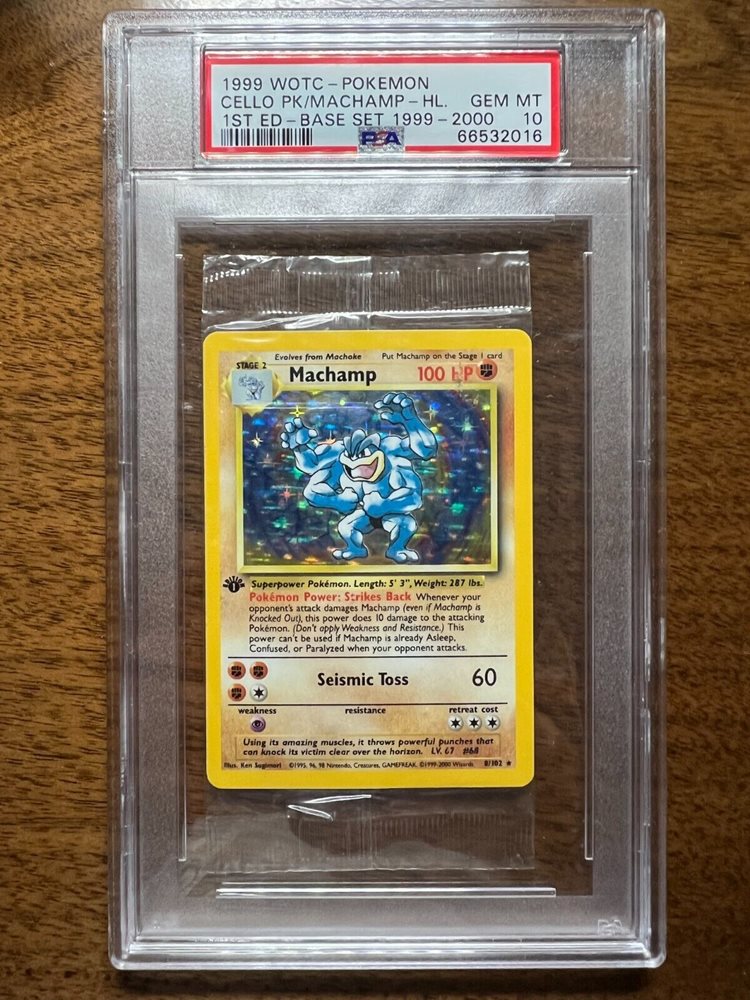 1999 WOTC-POKEMON
CELLO PK/MACHAMP-HL. GEM MT
1ST ED-BASE SET 1999-2000 10
66532016
PSA
Evolves from Machoke Put Machamp on the Stage 1 card
STAGE 2
Machamp 100 HP
1
Superpower Pokémon. Length: 5' 3", Weight: 287 lbs.
Pokémon Power: Strikes Back Whenever your
opponent's attack damages Machamp (even if Machamp is
Knocked Out), this power does 10 damage to the attacking
Pokémon. (Don't apply Weakness and Resistance.) This
power can't be used if Machamp is already Asleep,
Confused, or Paralyzed when your opponent attacks.
Seismic Toss 60
weakness resistance retreat cost
Using its amazing muscles, it throws powerful punches that
can knock its victim clear over the horizon. LV. 67 #68
Illus. Ken Sugimori ©1995, 96, 98 Nintendo, Creatures, GAMEFREAK. ©1999-2000 Wizards. 8/102 ★
PSA